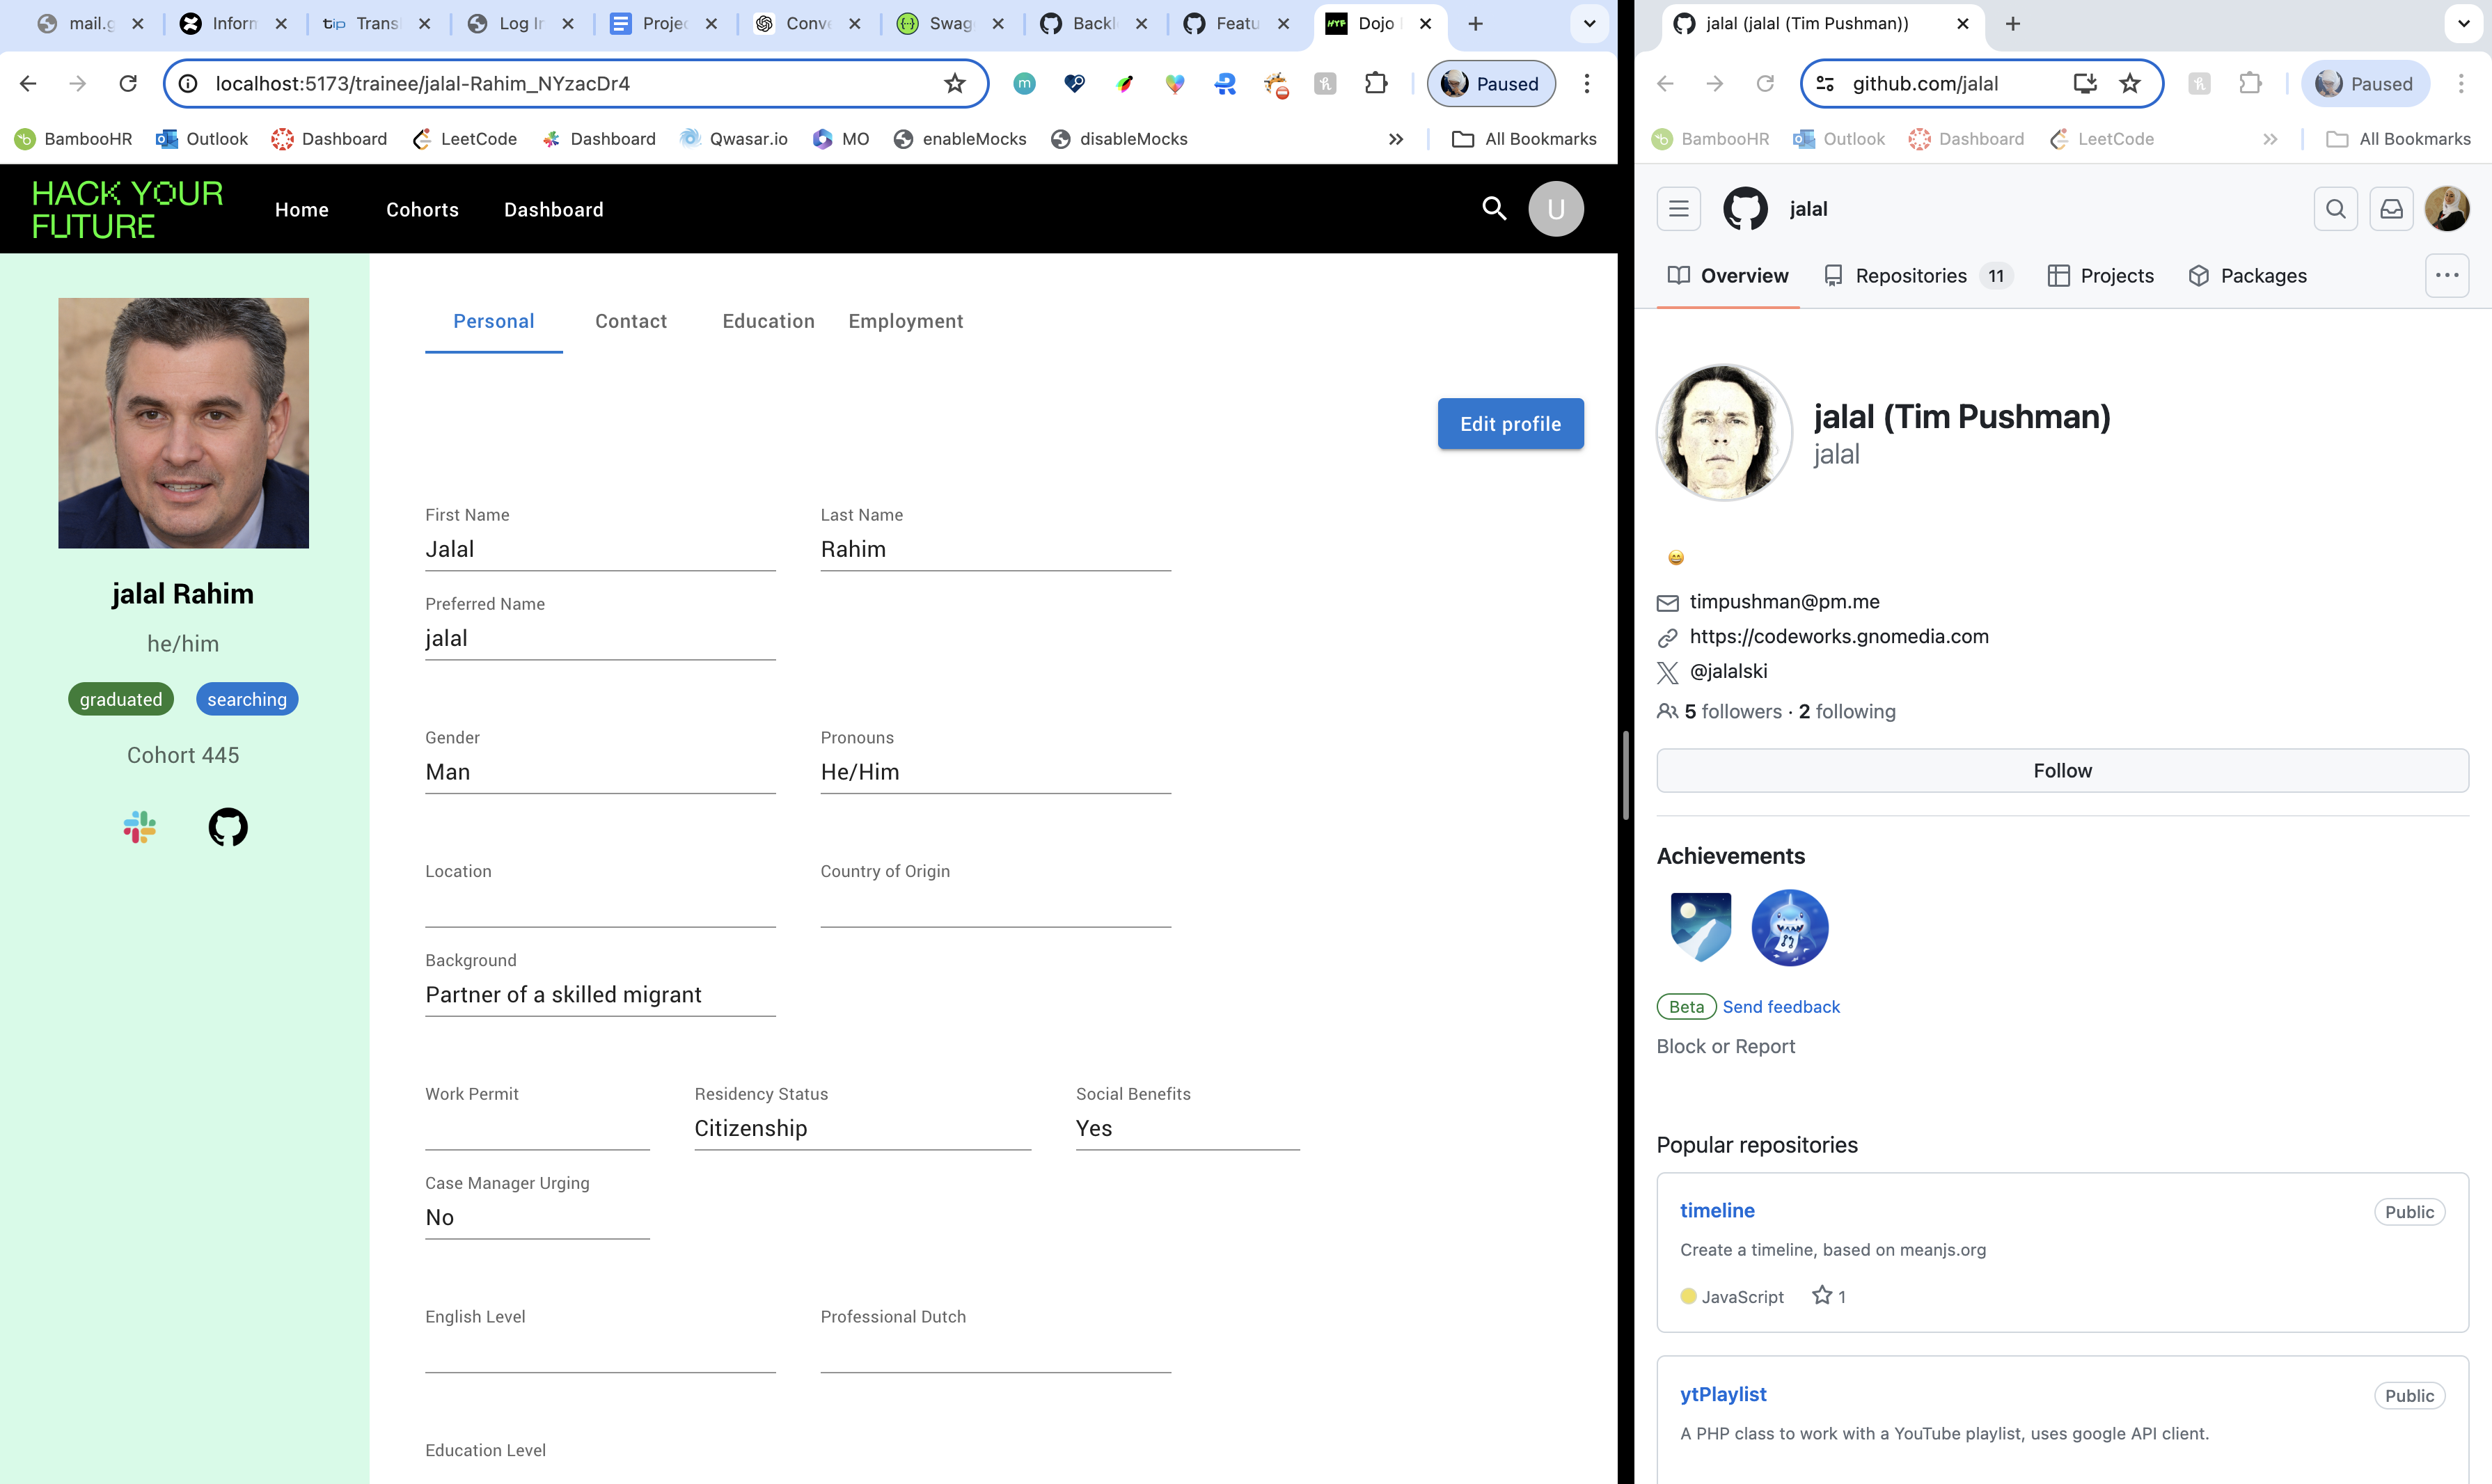 mail.g
Inform
tip Transl
Log In
Projec
Conve
Swag
Backl
Featu
HYF Dojo
localhost:5173/trainee/jalal-Rahim_NYzacDr4
Paused
BambooHR Outlook Dashboard LeetCode Dashboard Qwasar.io MO enableMocks disableMocks » All Bookmarks
HACK YOUR
FUTURE
Home Cohorts Dashboard
U
jalal Rahim
he/him
graduated searching
Cohort 445
Personal Contact Education Employment
Edit profile
First Name Last Name
Jalal Rahim
Preferred Name
jalal
Gender Pronouns
Man He/Him
Location Country of Origin
Background
Partner of a skilled migrant
Work Permit Residency Status Social Benefits
Citizenship Yes
Case Manager Urging
No
English Level Professional Dutch
Education Level
jalal (jalal (Tim Pushman))
github.com/jalal
Paused
BambooHR Outlook Dashboard LeetCode » All Bookmarks
jalal
Overview Repositories 11 Projects Packages
jalal (Tim Pushman)
jalal
timpushman@pm.me
https://codeworks.gnomedia.com
@jalalski
5 followers · 2 following
Follow
Achievements
Beta Send feedback
Block or Report
Popular repositories
timeline Public
Create a timeline, based on meanjs.org
JavaScript 1
ytPlaylist Public
A PHP class to work with a YouTube playlist, uses google API client.